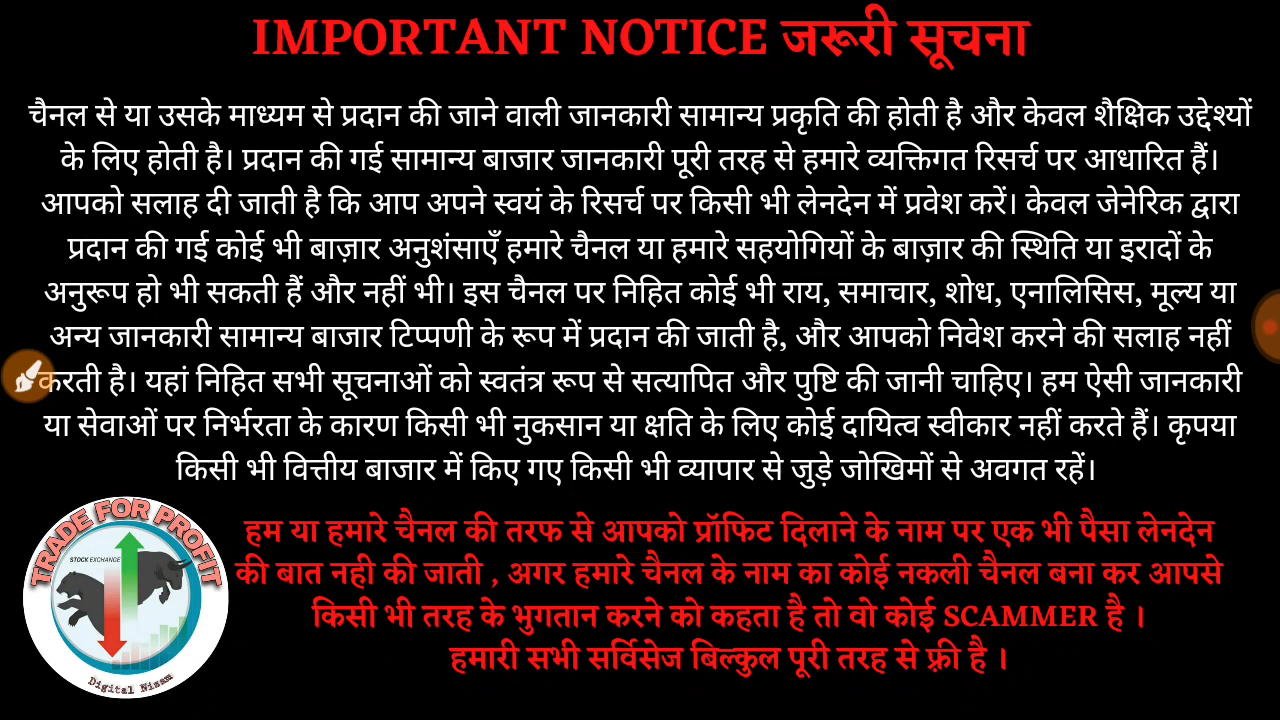 IMPORTANT NOTICE जरूरी सूचना
चैनल से या उसके माध्यम से प्रदान की जाने वाली जानकारी सामान्य प्रकृति की होती है और केवल शैक्षिक उद्देश्यों
के लिए होती है। प्रदान की गई सामान्य बाजार जानकारी पूरी तरह से हमारे व्यक्तिगत रिसर्च पर आधारित हैं।
आपको सलाह दी जाती है कि आप अपने स्वयं के रिसर्च पर किसी भी लेनदेन में प्रवेश करें। केवल जेनेरिक द्वारा
प्रदान की गई कोई भी बाज़ार अनुशंसाएँ हमारे चैनल या हमारे सहयोगियों के बाज़ार की स्थिति या इरादों के
अनुरूप हो भी सकती हैं और नहीं भी। इस चैनल पर निहित कोई भी राय, समाचार, शोध, एनालिसिस, मूल्य या
अन्य जानकारी सामान्य बाजार टिप्पणी के रूप में प्रदान की जाती है, और आपको निवेश करने की सलाह नहीं
करती है। यहां निहित सभी सूचनाओं को स्वतंत्र रूप से सत्यापित और पुष्टि की जानी चाहिए। हम ऐसी जानकारी
या सेवाओं पर निर्भरता के कारण किसी भी नुकसान या क्षति के लिए कोई दायित्व स्वीकार नहीं करते हैं। कृपया
किसी भी वित्तीय बाजार में किए गए किसी भी व्यापार से जुड़े जोखिमों से अवगत रहें।
TRADE FOR PROFIT
STOCK EXCHANGE
Digital Nizam
हम या हमारे चैनल की तरफ से आपको प्रॉफिट दिलाने के नाम पर एक भी पैसा लेनदेन
की बात नही की जाती , अगर हमारे चैनल के नाम का कोई नकली चैनल बना कर आपसे
किसी भी तरह के भुगतान करने को कहता है तो वो कोई SCAMMER है ।
हमारी सभी सर्विसेज बिल्कुल पूरी तरह से फ़्री है ।